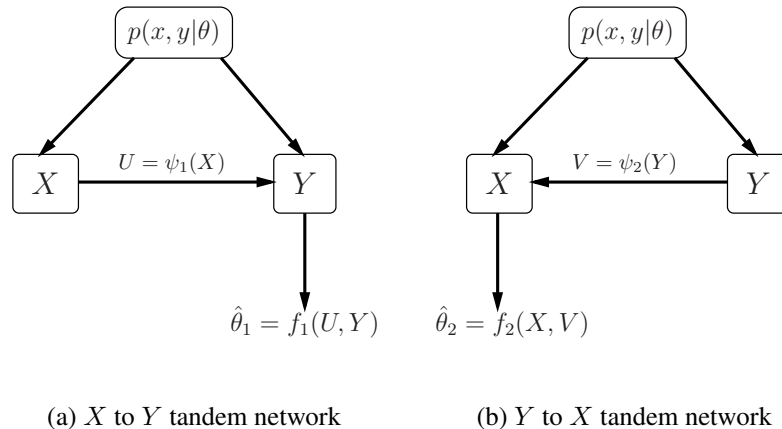 p(x, y|θ)
X
U = ψ₁(X)
Y
θ̂₁ = f₁(U, Y)
(a) X to Y tandem network
p(x, y|θ)
X
V = ψ₂(Y)
Y
θ̂₂ = f₂(X, V)
(b) Y to X tandem network